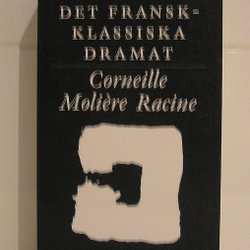 DET FRANSK-
KLASSISKA
DRAMAT
Corneille
Molière Racine